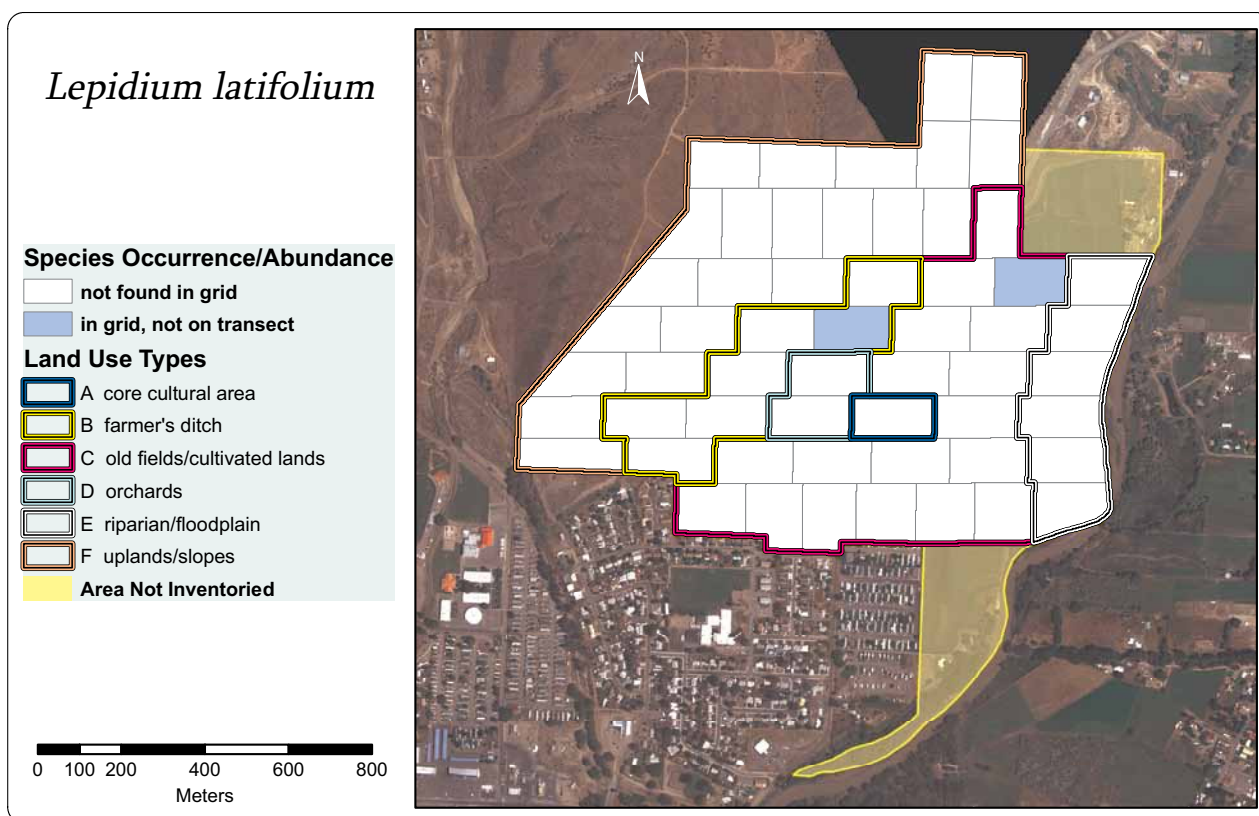 Lepidium latifolium
N
Species Occurrence/Abundance
not found in grid
in grid, not on transect
Land Use Types
A core cultural area
B farmer's ditch
C old fields/cultivated lands
D orchards
E riparian/floodplain
F uplands/slopes
Area Not Inventoried
0 100 200 400 600 800
Meters